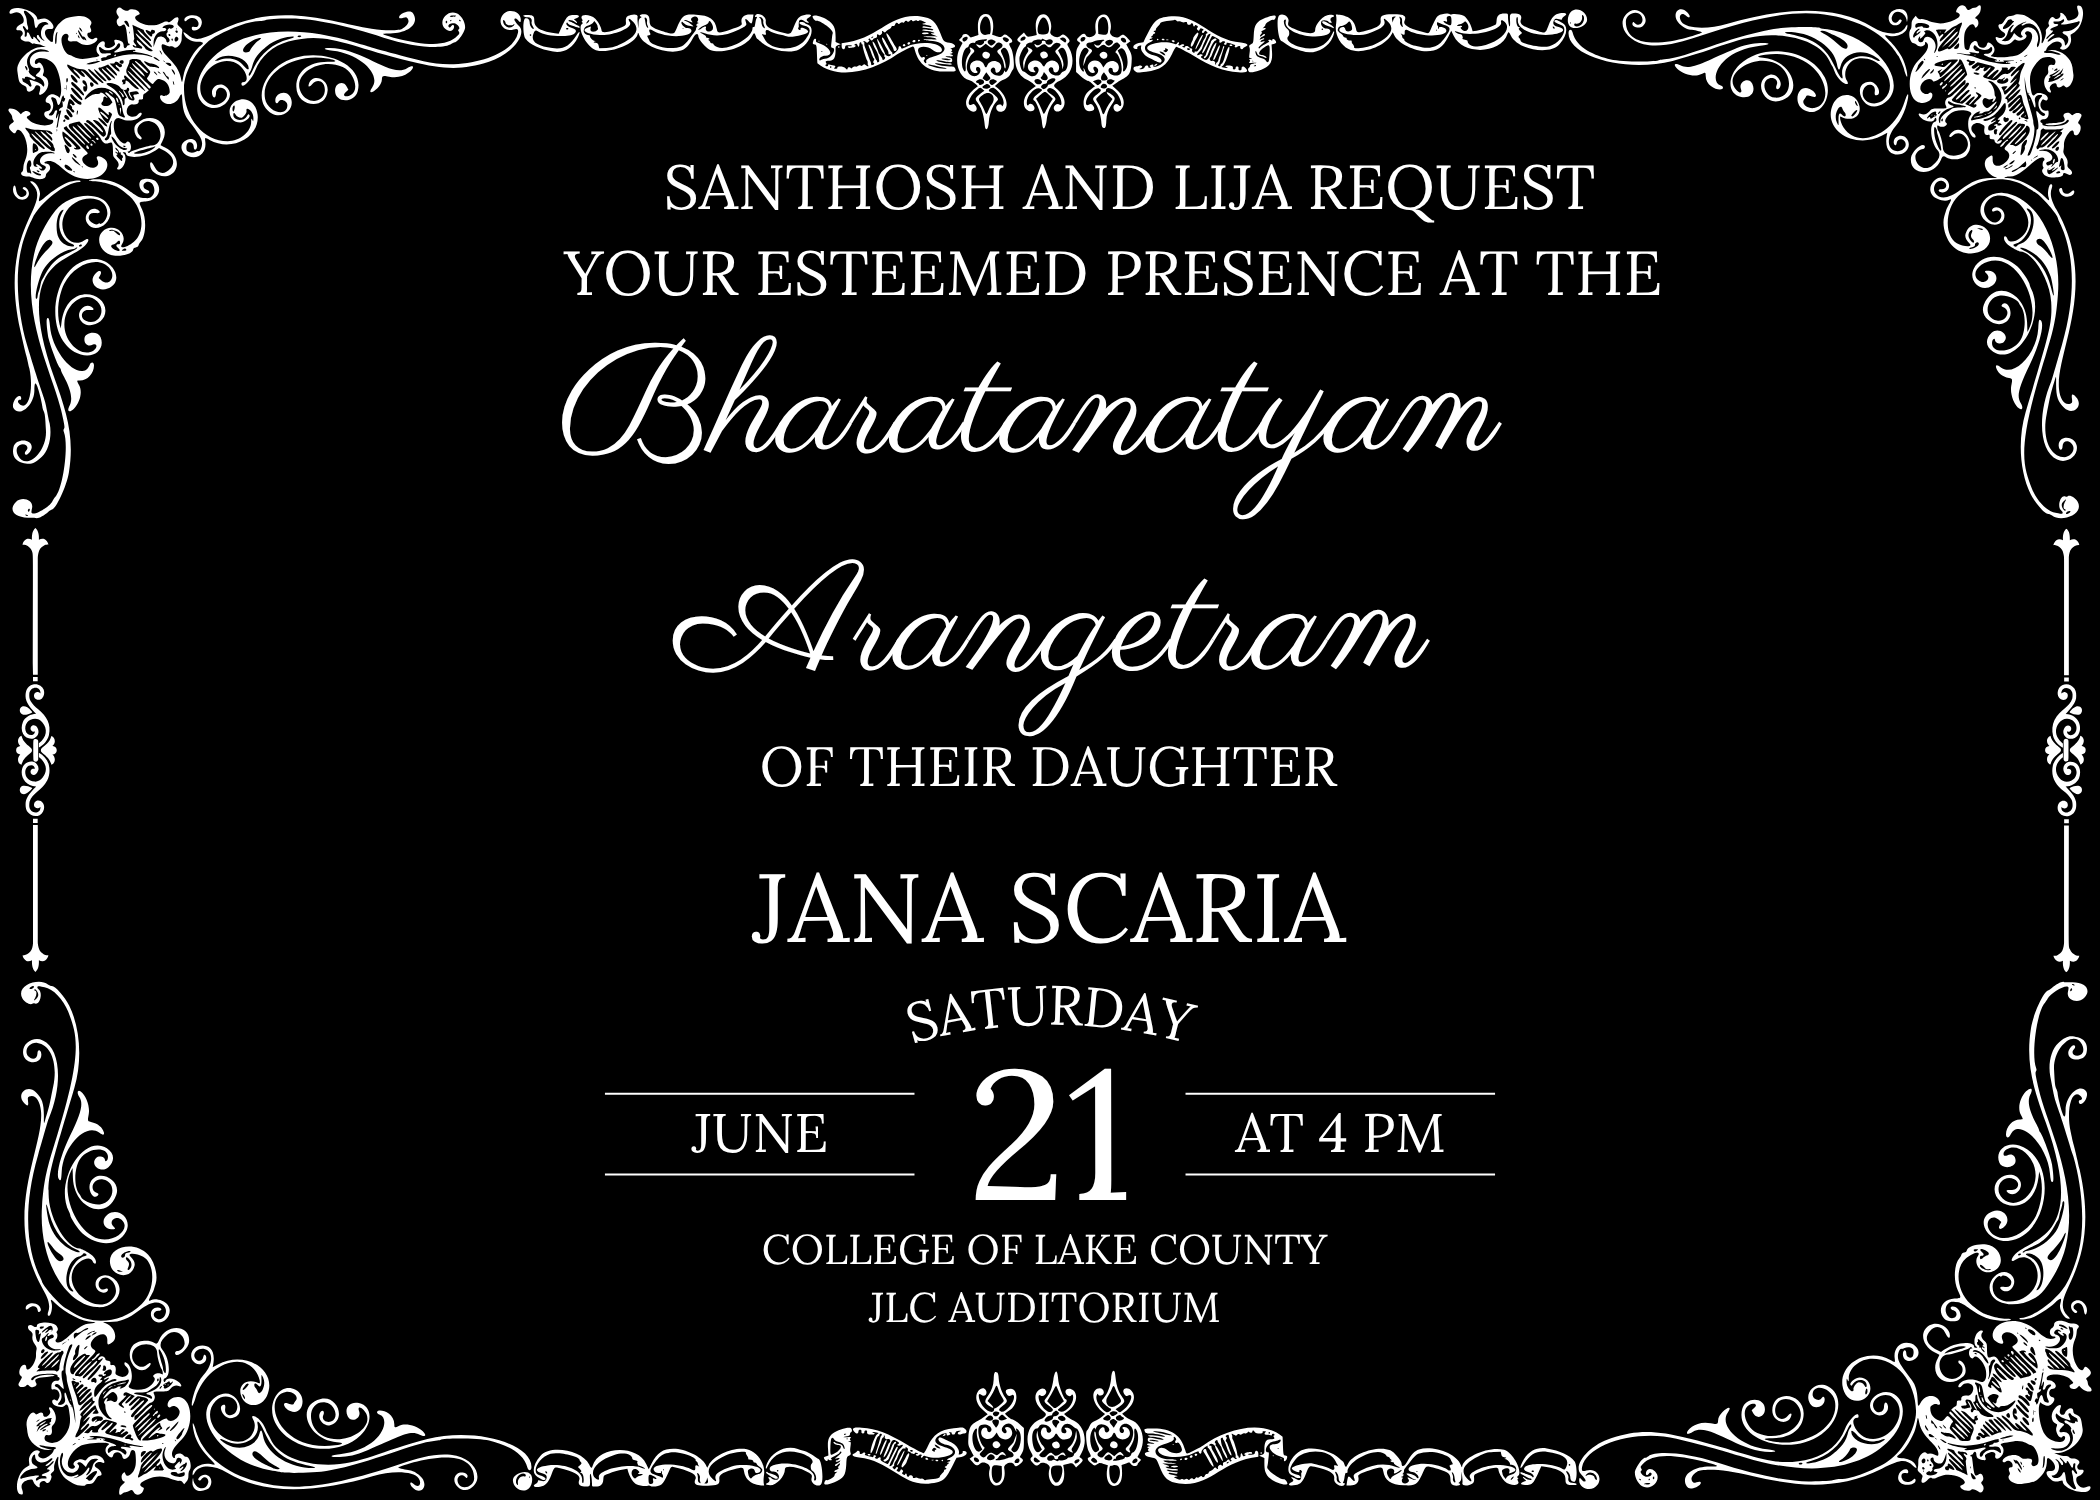 SANTHOSH AND LIJA REQUEST
YOUR ESTEEMED PRESENCE AT THE
Bharatanatyam
Arangetram
OF THEIR DAUGHTER
JANA SCARIA
SATURDAY
JUNE 21 AT 4 PM
COLLEGE OF LAKE COUNTY
JLC AUDITORIUM